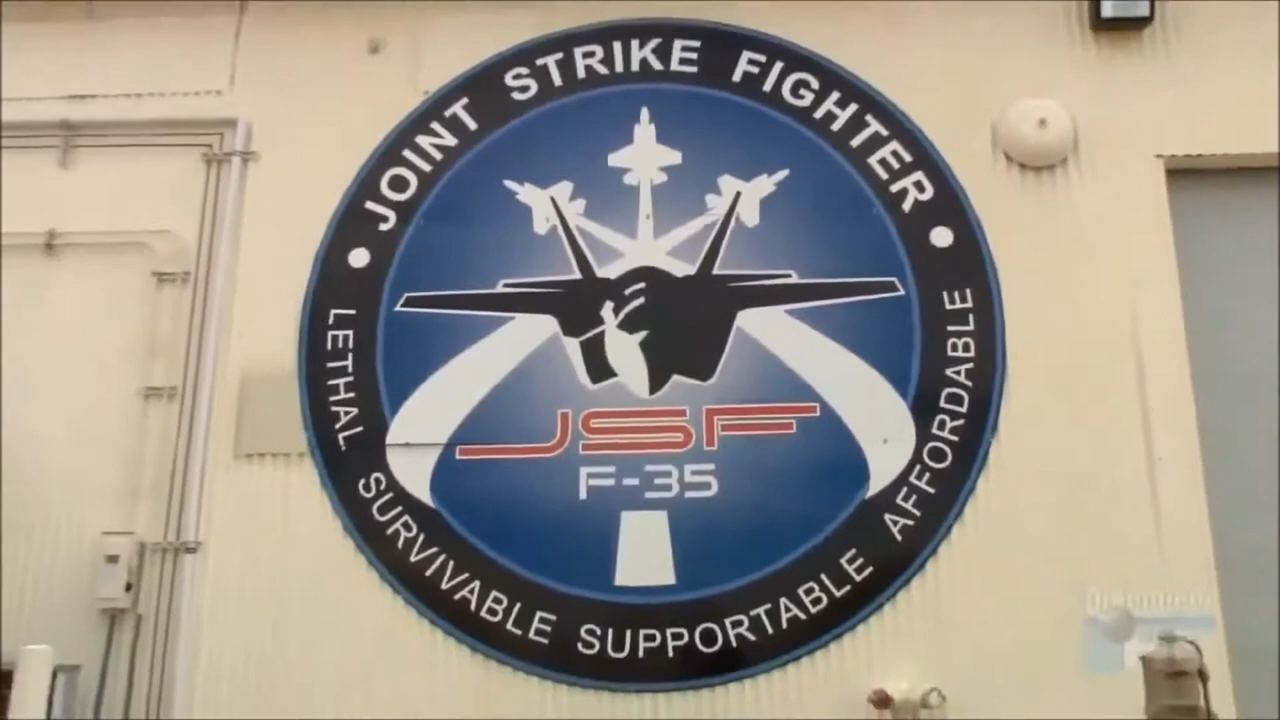 JOINT STRIKE FIGHTER
JSF
F-35
LETHAL SURVIVABLE SUPPORTABLE AFFORDABLE